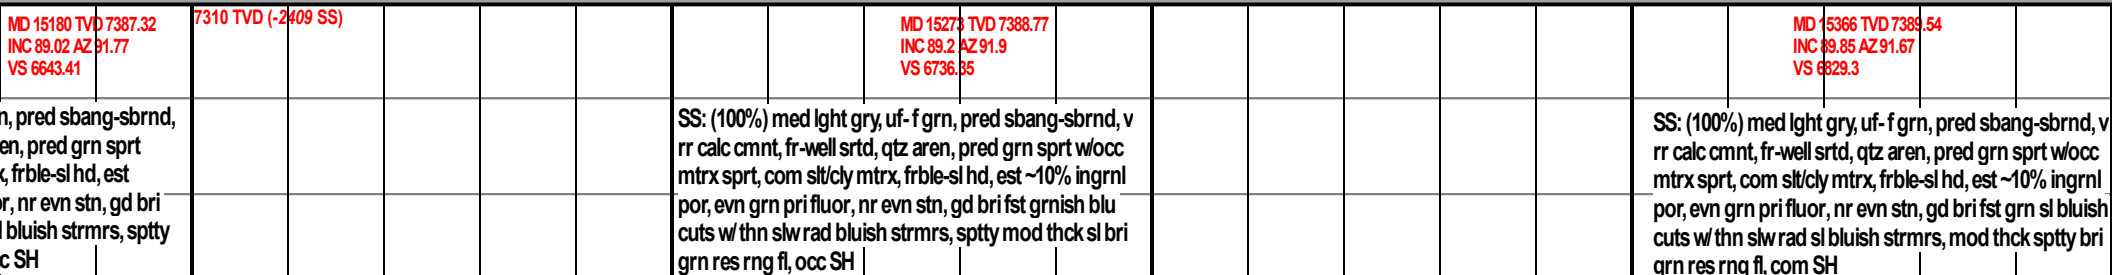 MD 15180 TVD 7387.32
INC 89.02 AZ 91.77
VS 6643.41
7310 TVD (-2409 SS)
MD 15273 TVD 7388.77
INC 89.2 AZ 91.9
VS 6736.35
MD 15366 TVD 7389.54
INC 89.85 AZ 91.67
VS 6829.3
n, pred sbang-sbrnd,
en, pred grn sprt
x, frble-sl hd, est
or, nr evn stn, gd bri
l bluish strmrs, sptty
c SH
SS: (100%) med lght gry, uf- f grn, pred sbang-sbrnd, v
rr calc cmnt, fr-well srtd, qtz aren, pred grn sprt w/occ
mtrx sprt, com slt/cly mtrx, frble-sl hd, est ~10% ingrnl
por, evn grn pri fluor, nr evn stn, gd bri fst grnish blu
cuts w/ thn slw rad bluish strmrs, sptty mod thck sl bri
grn res rng fl, occ SH
SS: (100%) med lght gry, uf- f grn, pred sbang-sbrnd, v
rr calc cmnt, fr-well srtd, qtz aren, pred grn sprt w/occ
mtrx sprt, com slt/cly mtrx, frble-sl hd, est ~10% ingrnl
por, evn grn pri fluor, nr evn stn, gd bri fst grn sl bluish
cuts w/ thn slw rad sl bluish strmrs, mod thck sptty bri
grn res rng fl, com SH